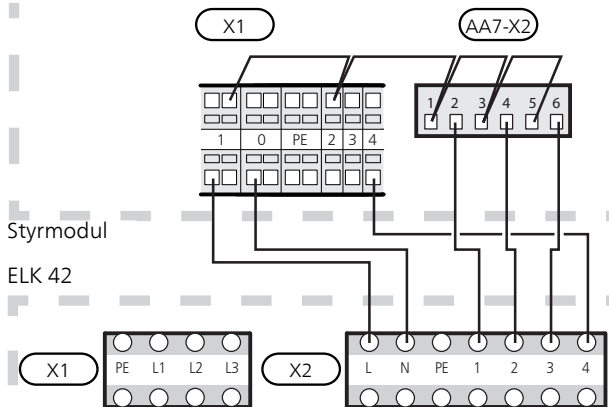 X1
AA7-X2
1 2 3 4 5 6
1 0 PE 2 3 4
Styrmodul
ELK 42
X1
PE L1 L2 L3
X2
L N PE 1 2 3 4